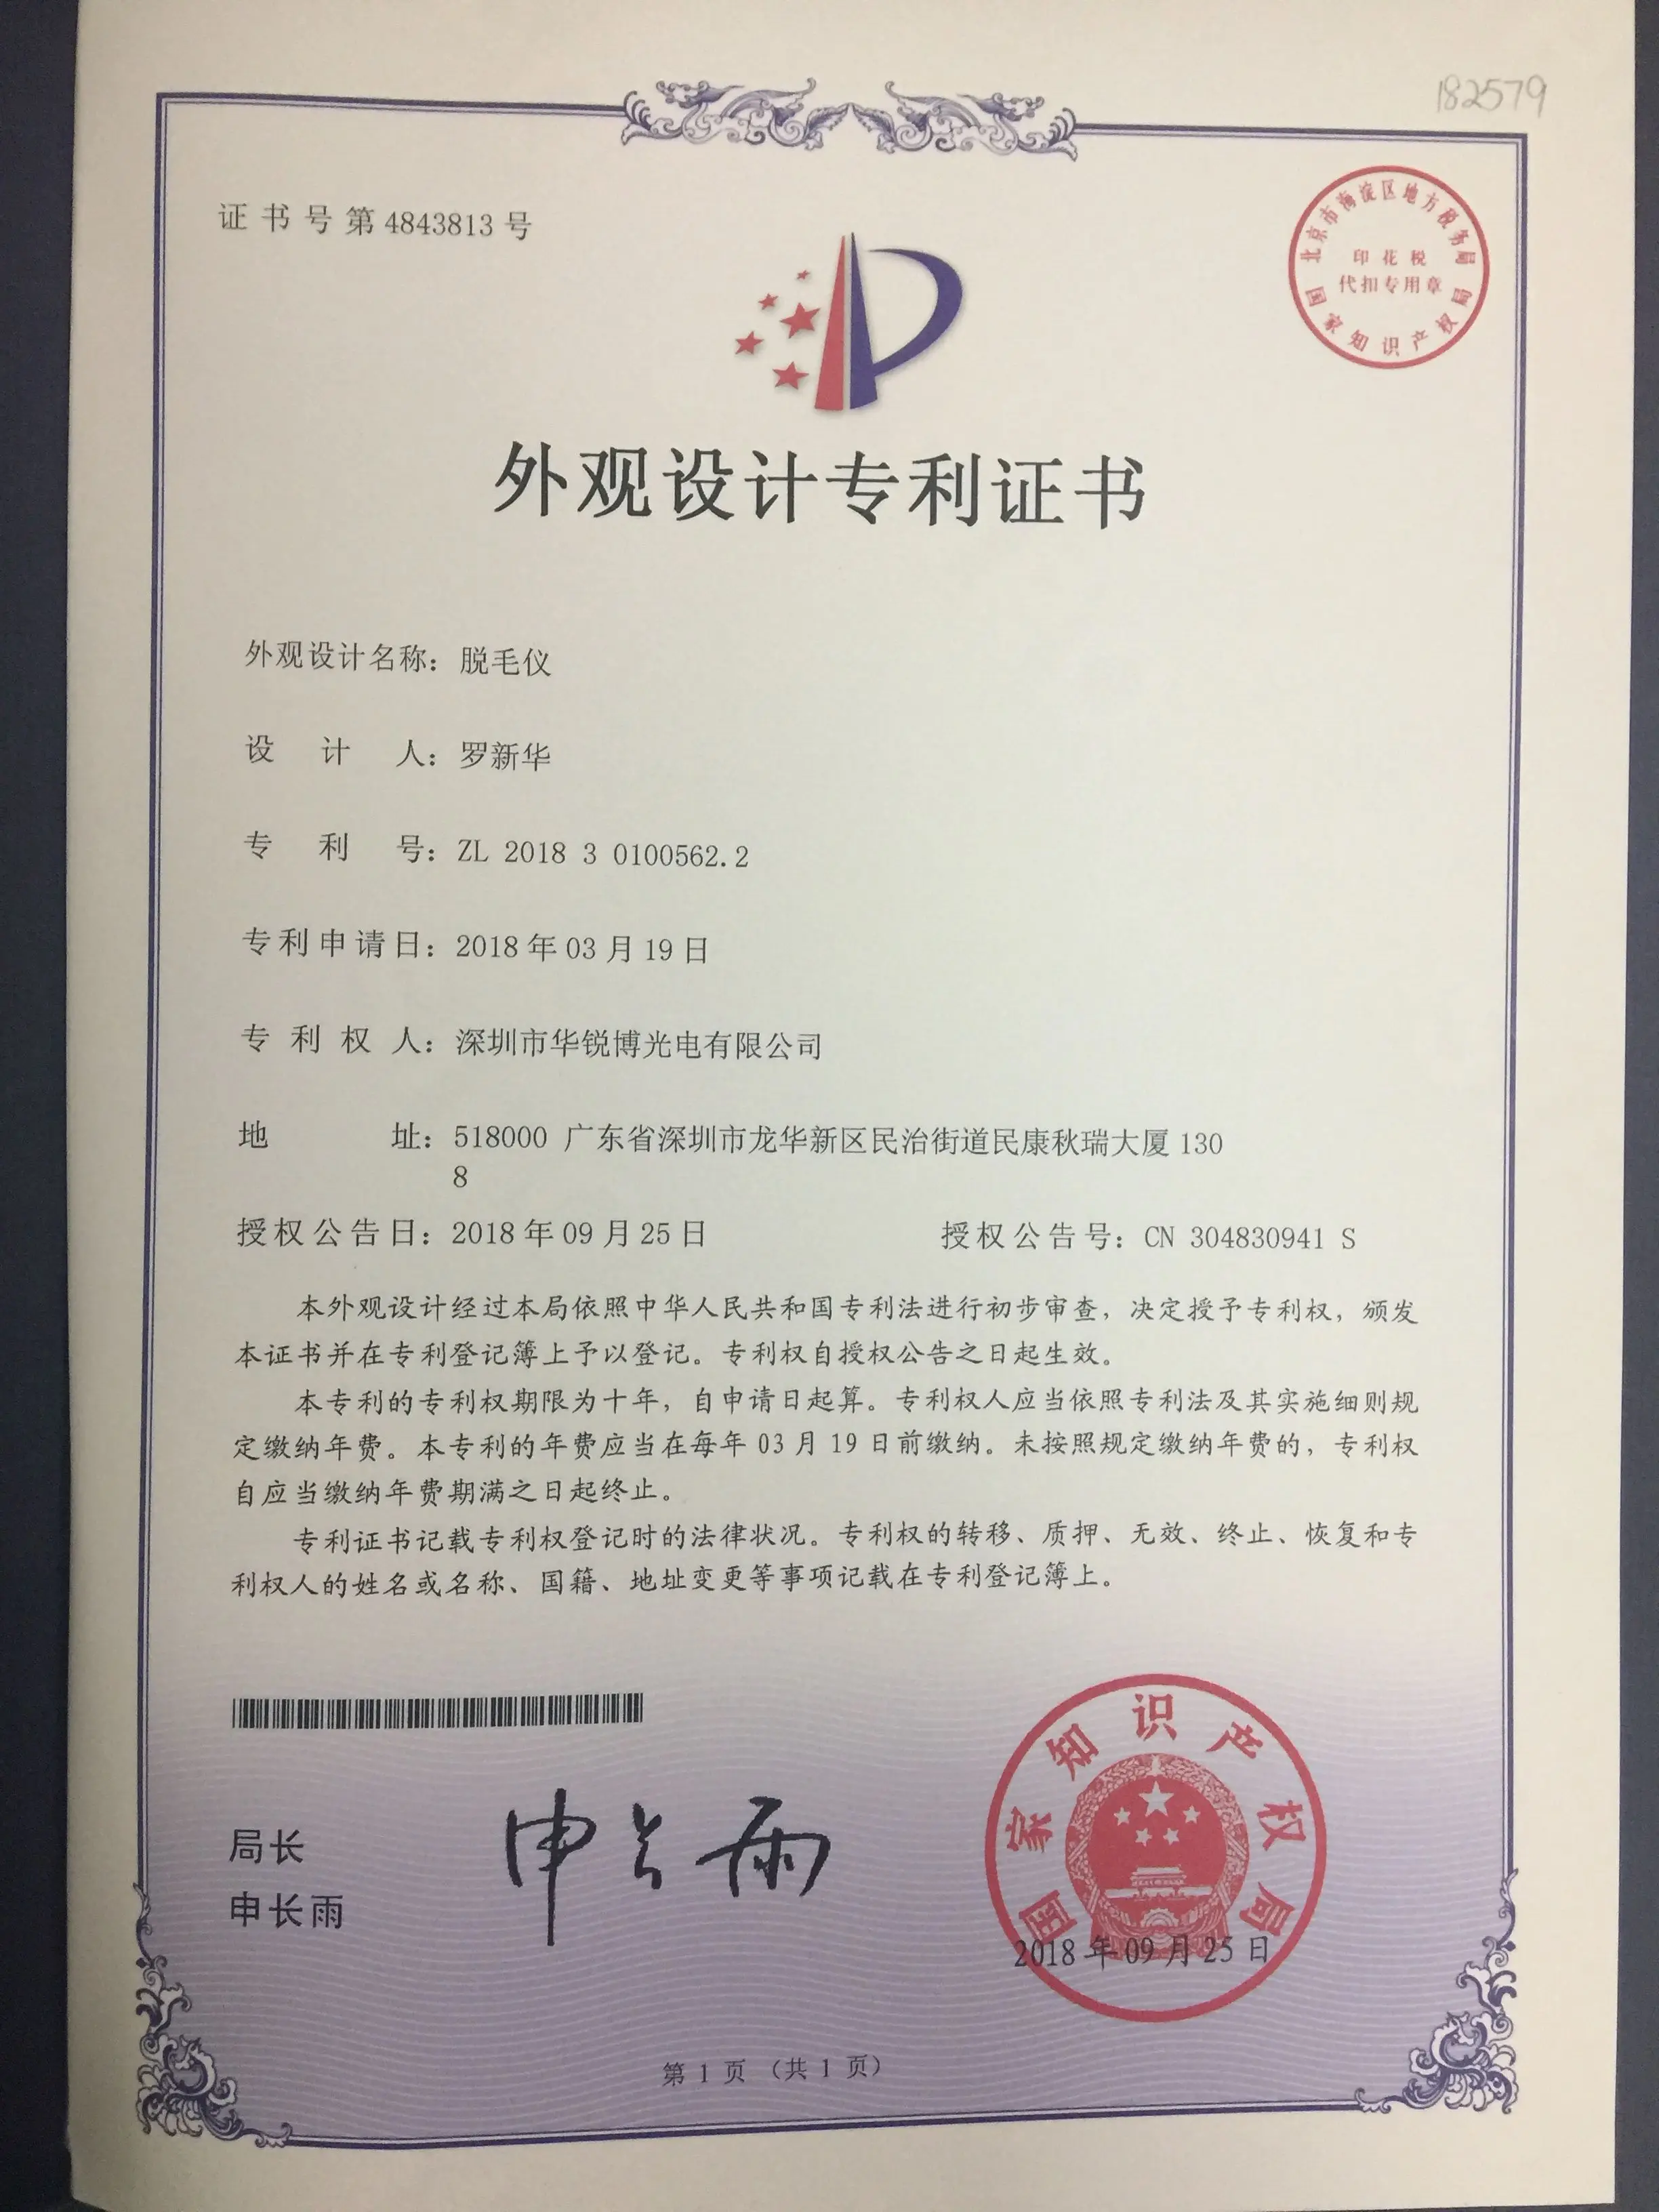 182579
证书号第4843813号
北京市海淀区地方税务局
印花税
代扣专用章
国家知识产权局
外观设计专利证书
外观设计名称：脱毛仪
设计人：罗新华
专利号：ZL 2018 3 0100562.2
专利申请日：2018年03月19日
专利权人：深圳市华锐博光电有限公司
地址：518000 广东省深圳市龙华新区民治街道民康秋瑞大厦130
8
授权公告日：2018年09月25日 授权公告号：CN 304830941 S
本外观设计经过本局依照中华人民共和国专利法进行初步审查，决定授予专利权，颁发
本证书并在专利登记簿上予以登记。专利权自授权公告之日起生效。
本专利的专利权期限为十年，自申请日起算。专利权人应当依照专利法及其实施细则规
定缴纳年费。本专利的年费应当在每年03月19日前缴纳。未按照规定缴纳年费的，专利权
自应当缴纳年费期满之日起终止。
专利证书记载专利权登记时的法律状况。专利权的转移、质押、无效、终止、恢复和专
利权人的姓名或名称、国籍、地址变更等事项记载在专利登记簿上。
局长
申长雨
申长雨
国家知识产权局
2018年09月25日
第1页（共1页）